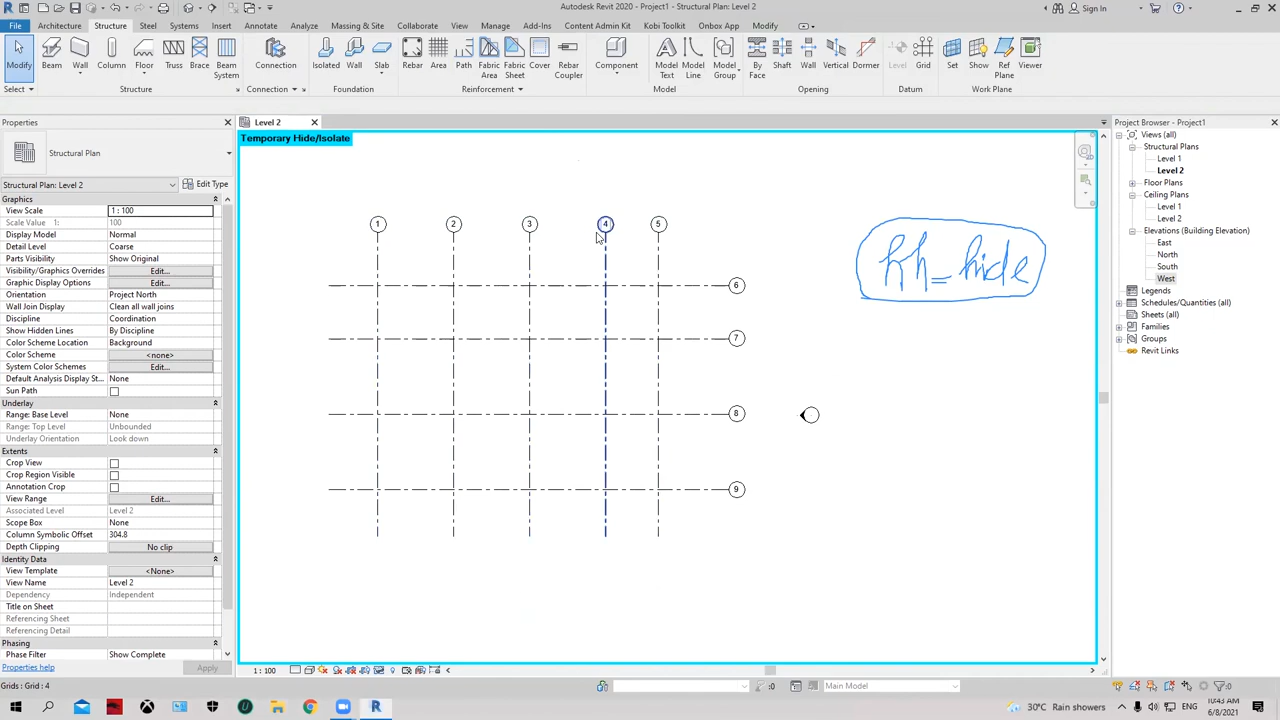 Autodesk Revit 2020 - Project1 - Structural Plan: Level 2
Sign In
File Architecture Structure Steel Systems Insert Annotate Analyze Massing & Site Collaborate View Manage Add-Ins Content Admin Kit Kobi Toolkit Onbox App Modify
Modify Beam Wall Column Floor Truss Brace Beam System Connection Isolated Wall Slab Rebar Area Path Fabric Area Fabric Sheet Cover Rebar Coupler Component Model Text Model Line Model Group By Face Shaft Wall Vertical Dormer Level Grid Set Show Ref Plane Viewer
Select Structure Connection Foundation Reinforcement Model Opening Datum Work Plane
Properties
Structural Plan
Structural Plan: Level 2 Edit Type
Graphics
View Scale 1 : 100
Scale Value 1: 100
Display Model Normal
Detail Level Coarse
Parts Visibility Show Original
Visibility/Graphics Overrides Edit...
Graphic Display Options Edit...
Orientation Project North
Wall Join Display Clean all wall joins
Discipline Coordination
Show Hidden Lines By Discipline
Color Scheme Location Background
Color Scheme <none>
System Color Schemes Edit...
Default Analysis Display St... None
Sun Path
Underlay
Range: Base Level None
Range: Top Level Unbounded
Underlay Orientation Look down
Extents
Crop View
Crop Region Visible
Annotation Crop
View Range Edit...
Associated Level Level 2
Scope Box None
Column Symbolic Offset 304.8
Depth Clipping No clip
Identity Data
View Template <None>
View Name Level 2
Dependency Independent
Title on Sheet
Referencing Sheet
Referencing Detail
Phasing
Phase Filter Show Complete
Properties help Apply
Level 2
Temporary Hide/Isolate
1 2 3 4 5
6
7
8
9
hh = hide
1 : 100
Project Browser - Project1
Views (all)
Structural Plans
Level 1
Level 2
Floor Plans
Ceiling Plans
Level 1
Level 2
Elevations (Building Elevation)
East
North
South
West
Legends
Schedules/Quantities (all)
Sheets (all)
Families
Groups
Revit Links
Grids : Grid : 4
:0 Main Model :0
30°C Rain showers ENG 10:43 AM
6/8/2021